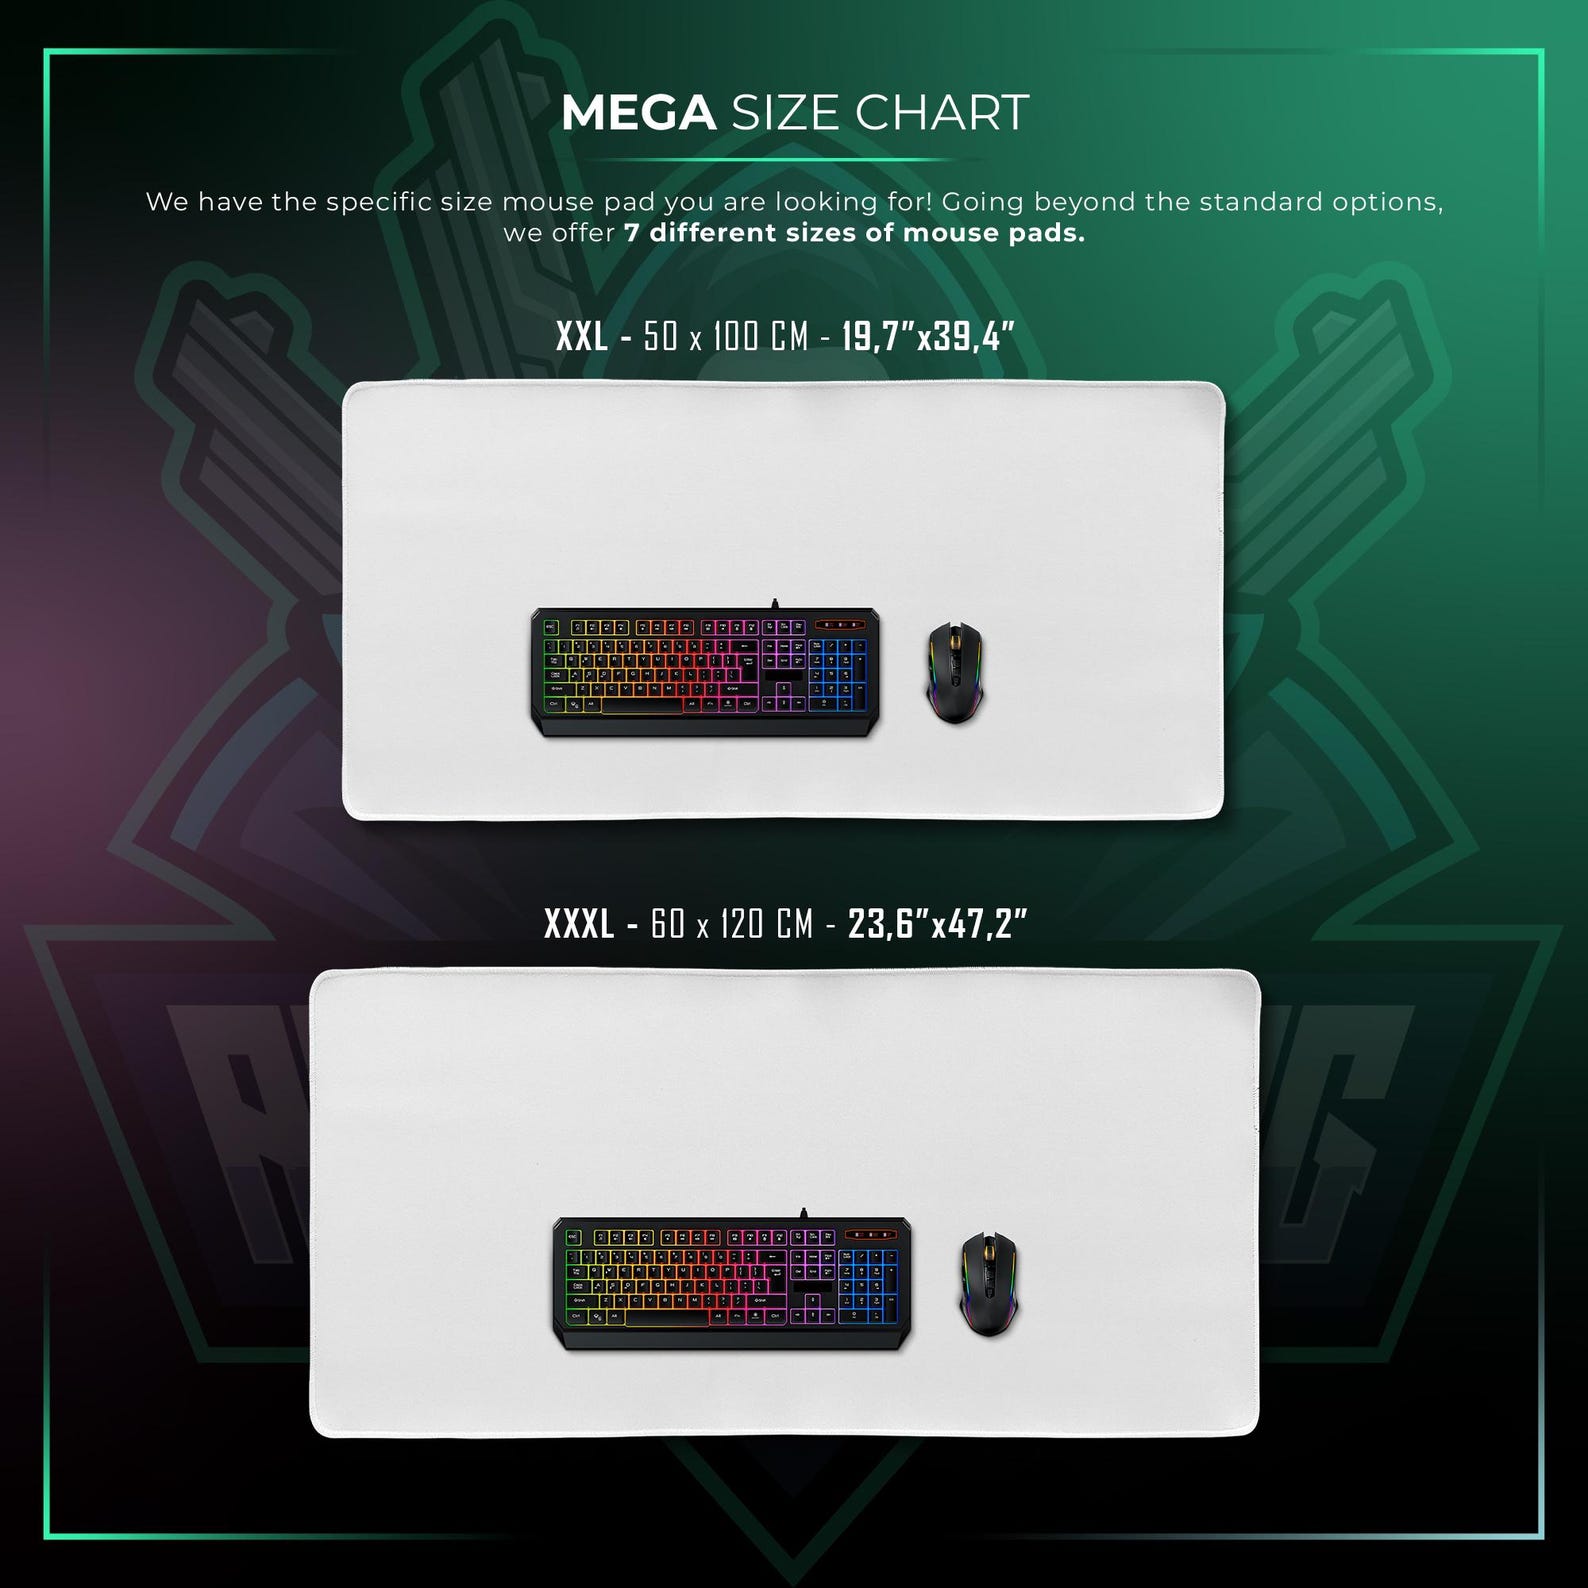 MEGA SIZE CHART
We have the specific size mouse pad you are looking for! Going beyond the standard options,
we offer 7 different sizes of mouse pads.
XXL - 50 x 100 CM - 19,7”x39,4”
XXXL - 60 x 120 CM - 23,6”x47,2”